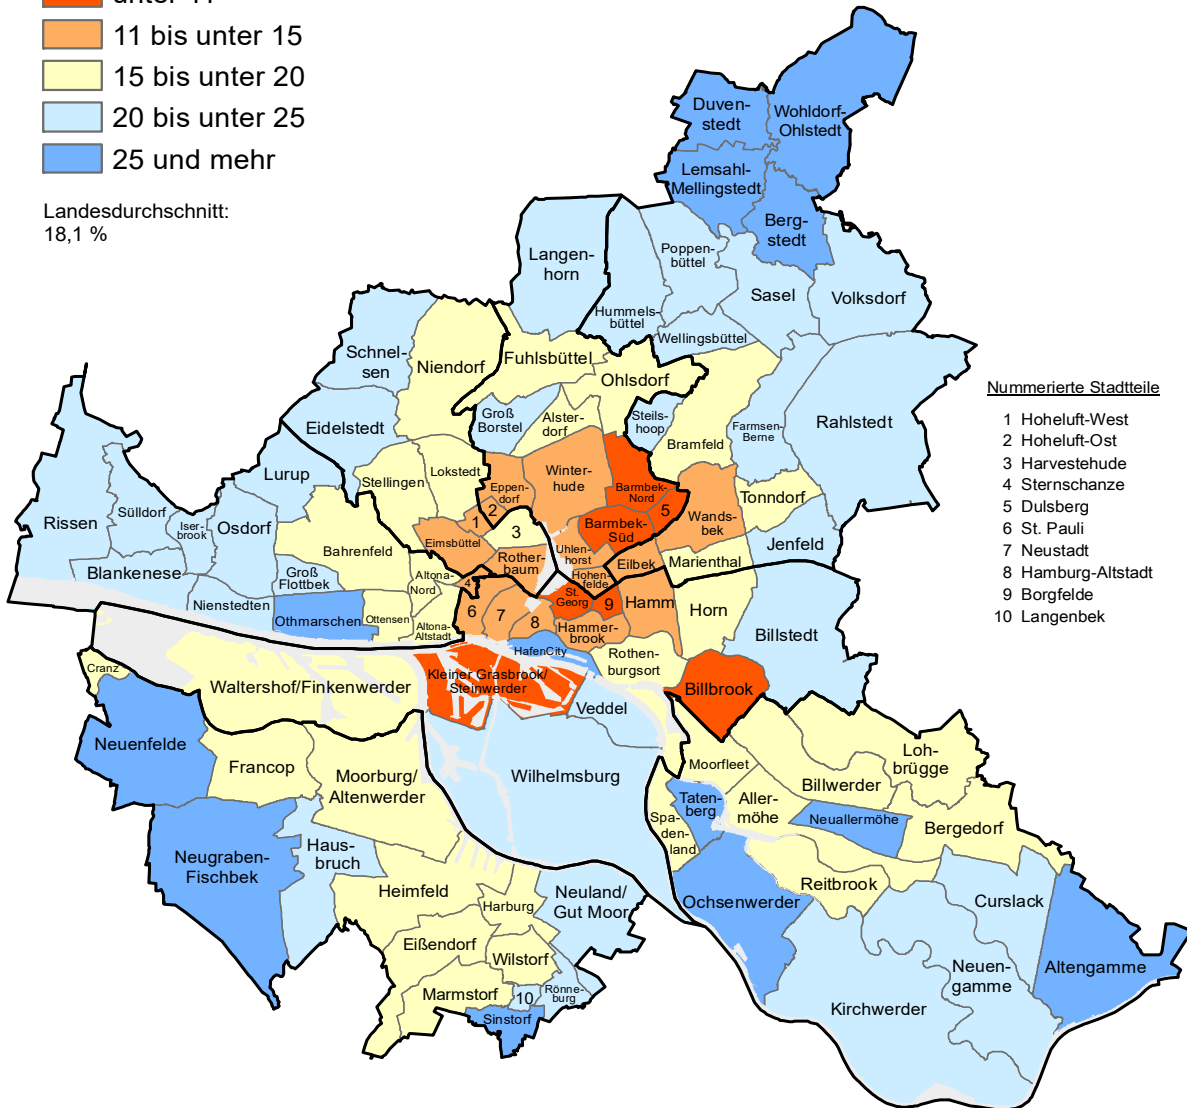 11 bis unter 15
15 bis unter 20
20 bis unter 25
25 und mehr
Landesdurchschnitt:
18,1 %
Duven-
stedt
Wohldorf-
Ohlstedt
Lemsahl-
Mellingstedt
Berg-
stedt
Langen-
horn
Poppen-
büttel
Hummels-
büttel
Sasel
Volksdorf
Wellingsbüttel
Schnel-
sen
Niendorf
Fuhlsbüttel
Ohlsdorf
Groß
Borstel
Alster-
dorf
Steils-
hoop
Bramfeld
Farmsen-
Berne
Rahlstedt
Eidelstedt
Lurup
Stellingen
Lokstedt
Eppen-
dorf
Winter-
hude
Barmbek-
Nord
5
Barmbek-
Süd
Wands-
bek
Tonndorf
Jenfeld
Marienthal
Eilbek
Uhlen-
horst
Hohen-
felde
1
2
3
Eimsbüttel
Rother-
baum
Rissen
Sülldorf
Iser-
brook
Osdorf
Blankenese
Nienstedten
Groß
Flottbek
Othmarschen
Bahrenfeld
Ottensen
Altona-
Nord
Altona-
Altstadt
4
6
7
8
St.
Georg
9
Hamm
Hammer-
brook
Horn
Billstedt
HafenCity
Rothen-
burgsort
Billbrook
Kleiner Grasbrook/
Steinwerder
Veddel
Wilhelmsburg
Cranz
Waltershof/Finkenwerder
Neuenfelde
Francop
Moorburg/
Altenwerder
Neugraben-
Fischbek
Haus-
bruch
Heimfeld
Harburg
Neuland/
Gut Moor
Eißendorf
Wilstorf
Marmstorf
10
Rönne-
burg
Sinstorf
Moorfleet
Billwerder
Loh-
brügge
Taten-
berg
Aller-
möhe
Neuallermöhe
Bergedorf
Spa-
den-
land
Reitbrook
Ochsenwerder
Curslack
Neuen-
gamme
Altengamme
Kirchwerder
Nummerierte Stadtteile
1 Hoheluft-West
2 Hoheluft-Ost
3 Harvestehude
4 Sternschanze
5 Dulsberg
6 St. Pauli
7 Neustadt
8 Hamburg-Altstadt
9 Borgfelde
10 Langenbek